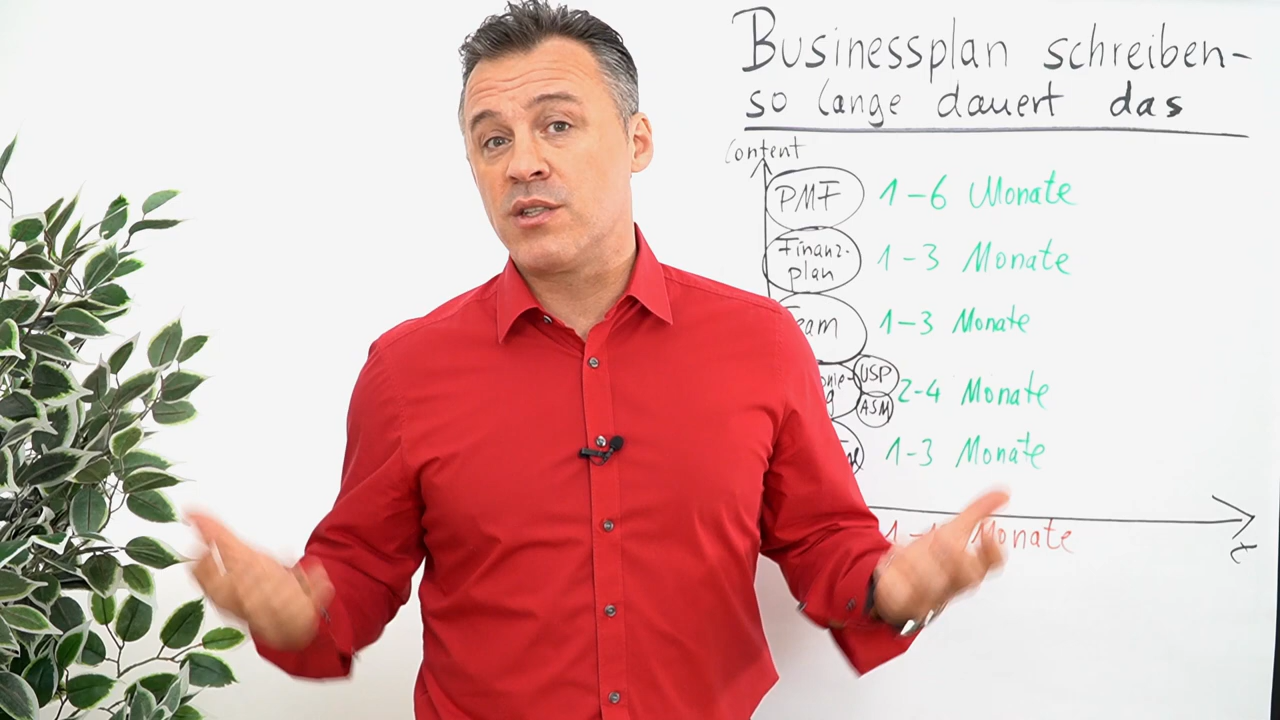 Businessplan schreiben-
so lange dauert das
Content
PMF 1-6 Monate
Finanz-
plan 1-3 Monate
Team 1-3 Monate
USP
ASM 2-4 Monate
1-3 Monate
Monate
t